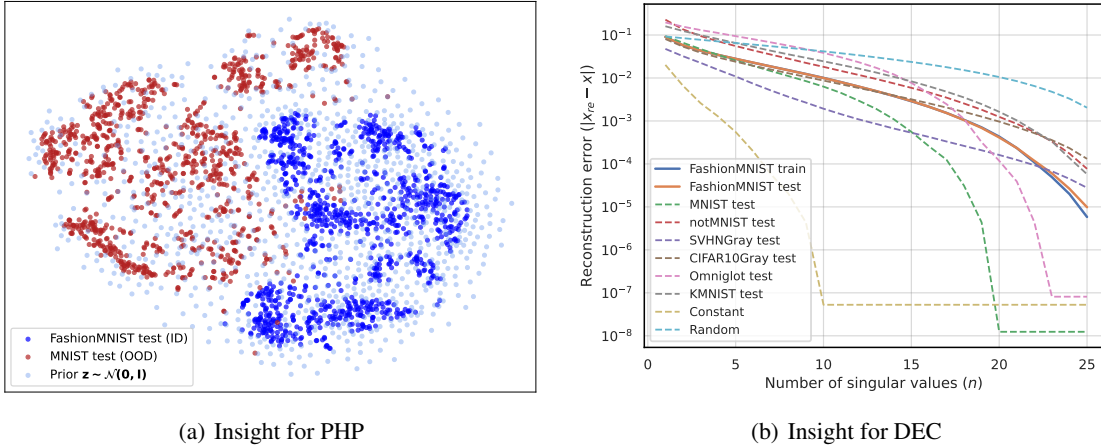 FashionMNIST test (ID)
MNIST test (OOD)
Prior z ~ 𝒩(0, I)
(a) Insight for PHP
Reconstruction error (|x_re − x|)
10⁻¹
10⁻²
10⁻³
10⁻⁴
10⁻⁵
10⁻⁶
10⁻⁷
10⁻⁸
FashionMNIST train
FashionMNIST test
MNIST test
notMNIST test
SVHNGray test
CIFAR10Gray test
Omniglot test
KMNIST test
Constant
Random
0 5 10 15 20 25
Number of singular values (n)
(b) Insight for DEC